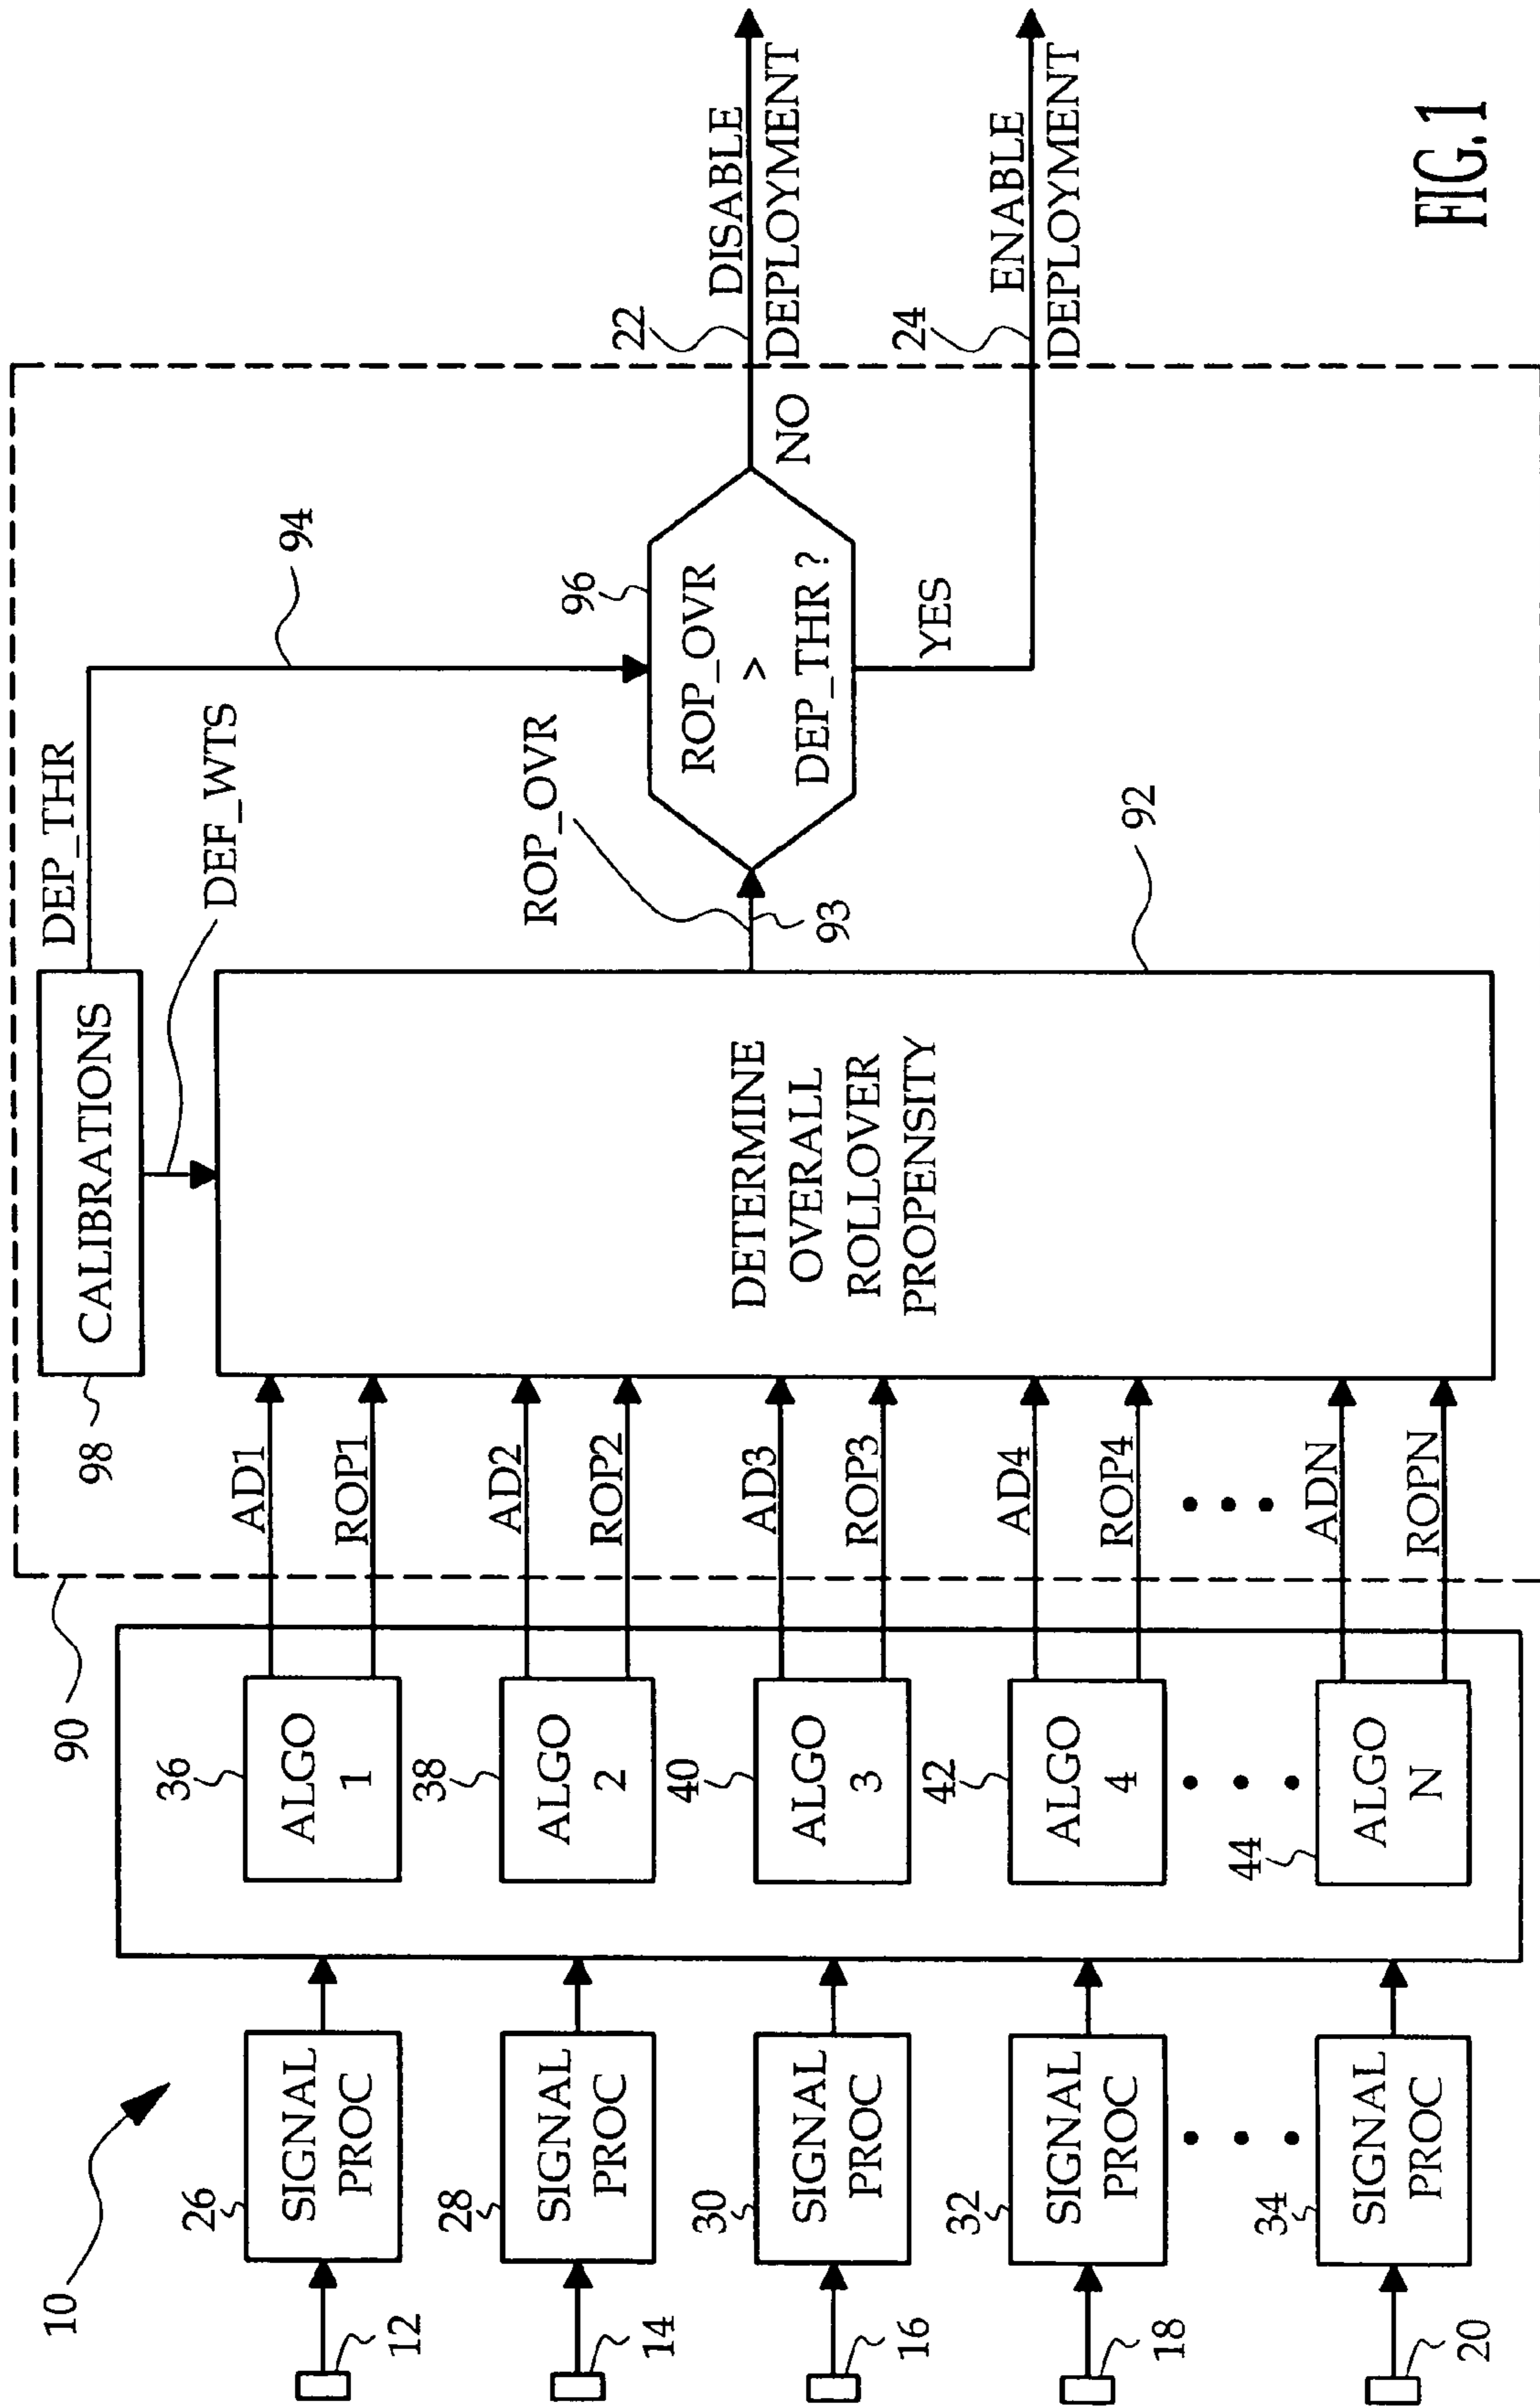 10
12
14
16
18
20
26
SIGNAL
PROC
28
SIGNAL
PROC
30
SIGNAL
PROC
32
SIGNAL
PROC
34
SIGNAL
PROC
36
ALGO
1
38
ALGO
2
40
ALGO
3
42
ALGO
4
44
ALGO
N
90
AD1
ROP1
AD2
ROP2
AD3
ROP3
AD4
ROP4
ADN
ROPN
98
CALIBRATIONS
DEP_THR
DEF_WTS
94
DETERMINE
OVERALL
ROLLOVER
PROPENSITY
92
ROP_OVR
93
96
ROP_OVR
>
DEP_THR ?
NO
YES
22
DISABLE
DEPLOYMENT
24
ENABLE
DEPLOYMENT
FIG. 1